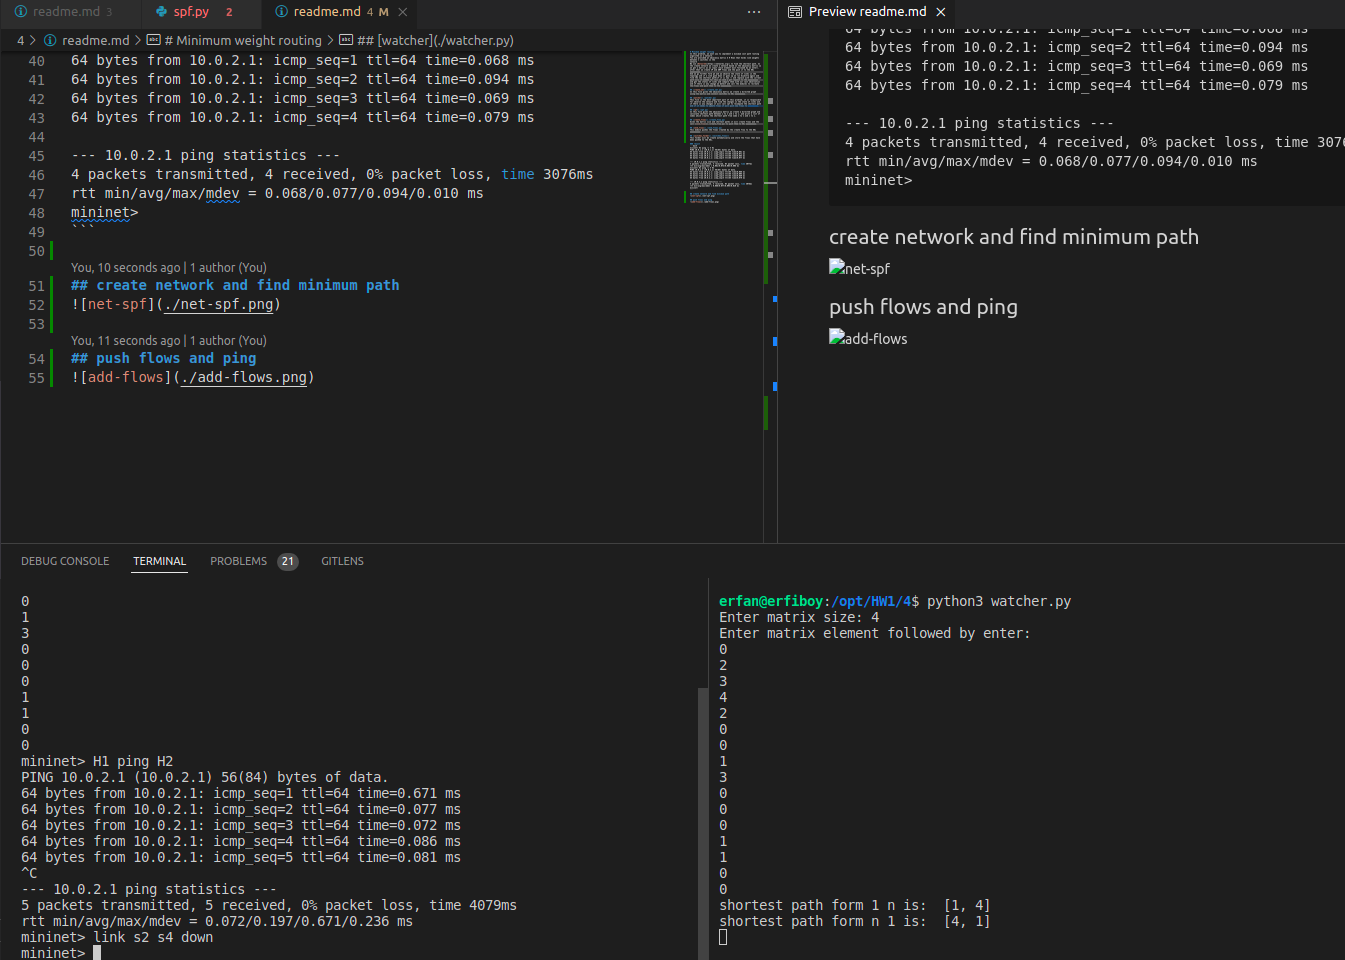 readme.md 3
spf.py 2
readme.md 4 M
4 > readme.md > # Minimum weight routing > ## [watcher](./watcher.py)
40 64 bytes from 10.0.2.1: icmp_seq=1 ttl=64 time=0.068 ms
41 64 bytes from 10.0.2.1: icmp_seq=2 ttl=64 time=0.094 ms
42 64 bytes from 10.0.2.1: icmp_seq=3 ttl=64 time=0.069 ms
43 64 bytes from 10.0.2.1: icmp_seq=4 ttl=64 time=0.079 ms
44
45 --- 10.0.2.1 ping statistics ---
46 4 packets transmitted, 4 received, 0% packet loss, time 3076ms
47 rtt min/avg/max/mdev = 0.068/0.077/0.094/0.010 ms
48 mininet>
49 ```
50
You, 10 seconds ago | 1 author (You)
51 ## create network and find minimum path
52 ![net-spf](./net-spf.png)
53
You, 11 seconds ago | 1 author (You)
54 ## push flows and ping
55 ![add-flows](./add-flows.png)
Preview readme.md
64 bytes from 10.0.2.1: icmp_seq=1 ttl=64 time=0.068 ms
64 bytes from 10.0.2.1: icmp_seq=2 ttl=64 time=0.094 ms
64 bytes from 10.0.2.1: icmp_seq=3 ttl=64 time=0.069 ms
64 bytes from 10.0.2.1: icmp_seq=4 ttl=64 time=0.079 ms
--- 10.0.2.1 ping statistics ---
4 packets transmitted, 4 received, 0% packet loss, time 307
rtt min/avg/max/mdev = 0.068/0.077/0.094/0.010 ms
mininet>
create network and find minimum path
net-spf
push flows and ping
add-flows
DEBUG CONSOLE
TERMINAL
PROBLEMS 21
GITLENS
0
1
3
0
0
0
1
1
0
0
mininet> H1 ping H2
PING 10.0.2.1 (10.0.2.1) 56(84) bytes of data.
64 bytes from 10.0.2.1: icmp_seq=1 ttl=64 time=0.671 ms
64 bytes from 10.0.2.1: icmp_seq=2 ttl=64 time=0.077 ms
64 bytes from 10.0.2.1: icmp_seq=3 ttl=64 time=0.072 ms
64 bytes from 10.0.2.1: icmp_seq=4 ttl=64 time=0.086 ms
64 bytes from 10.0.2.1: icmp_seq=5 ttl=64 time=0.081 ms
^C
--- 10.0.2.1 ping statistics ---
5 packets transmitted, 5 received, 0% packet loss, time 4079ms
rtt min/avg/max/mdev = 0.072/0.197/0.671/0.236 ms
mininet> link s2 s4 down
mininet>
erfan@erfiboy:/opt/HW1/4$ python3 watcher.py
Enter matrix size: 4
Enter matrix element followed by enter:
0
2
3
4
2
0
0
1
3
0
0
0
1
1
0
0
shortest path form 1 n is:  [1, 4]
shortest path form n 1 is:  [4, 1]